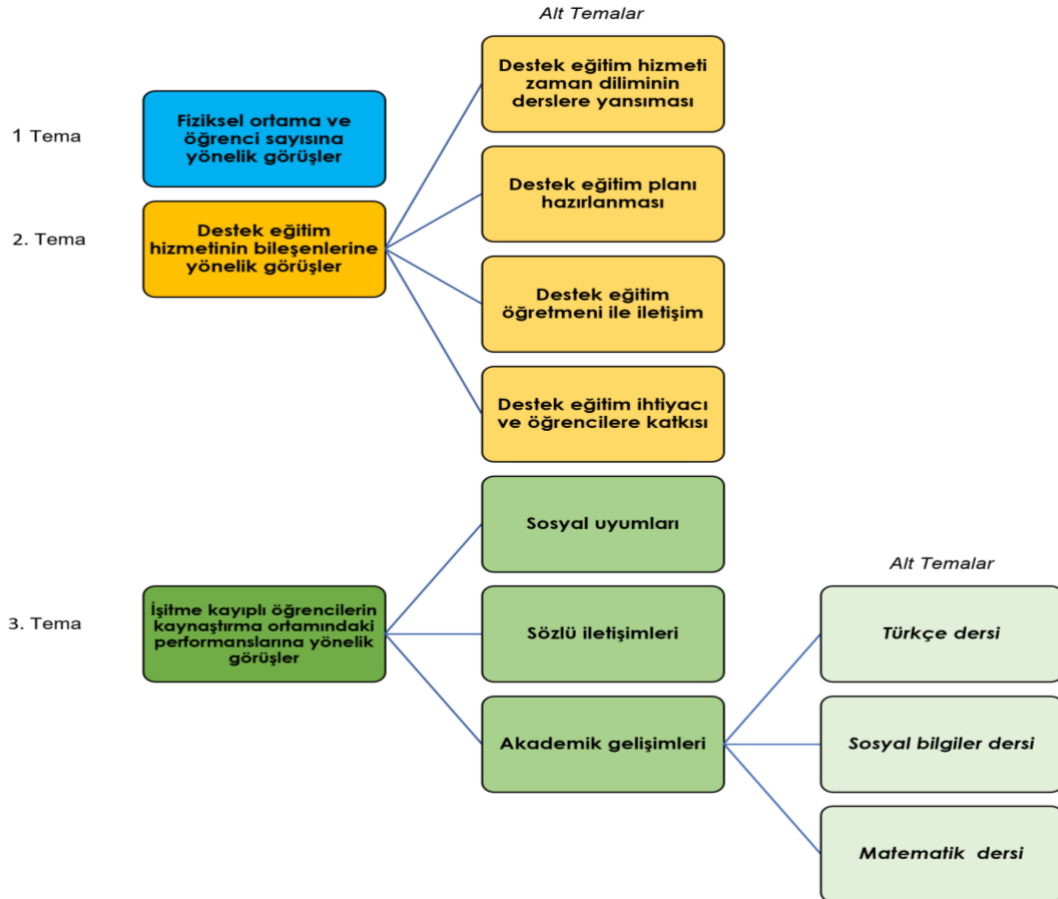 Alt Temalar
Destek eğitim hizmeti
zaman diliminin
derslere yansıması
1 Tema
Fiziksel ortama ve
öğrenci sayısına
yönelik görüşler
Destek eğitim planı
hazırlanması
2. Tema
Destek eğitim
hizmetinin bileşenlerine
yönelik görüşler
Destek eğitim
öğretmeni ile iletişim
Destek eğitim ihtiyacı
ve öğrencilere katkısı
3. Tema
İşitme kayıplı öğrencilerin
kaynaştırma ortamındaki
performanslarına yönelik
görüşler
Sosyal uyumları
Sözlü iletişimleri
Akademik gelişimleri
Alt Temalar
Türkçe dersi
Sosyal bilgiler dersi
Matematik dersi